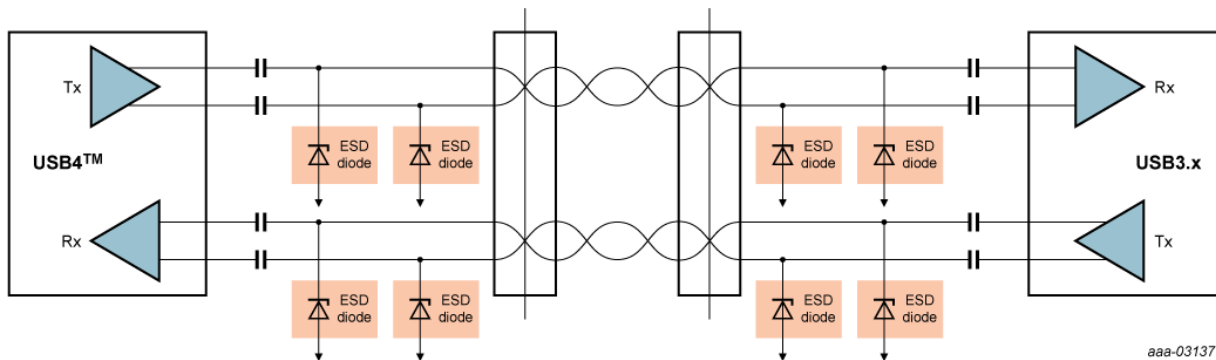 Tx
Rx
ESD
diode
ESD
diode
ESD
diode
ESD
diode
USB4™
USB3.x
Rx
Tx
ESD
diode
ESD
diode
ESD
diode
ESD
diode
aaa-03137